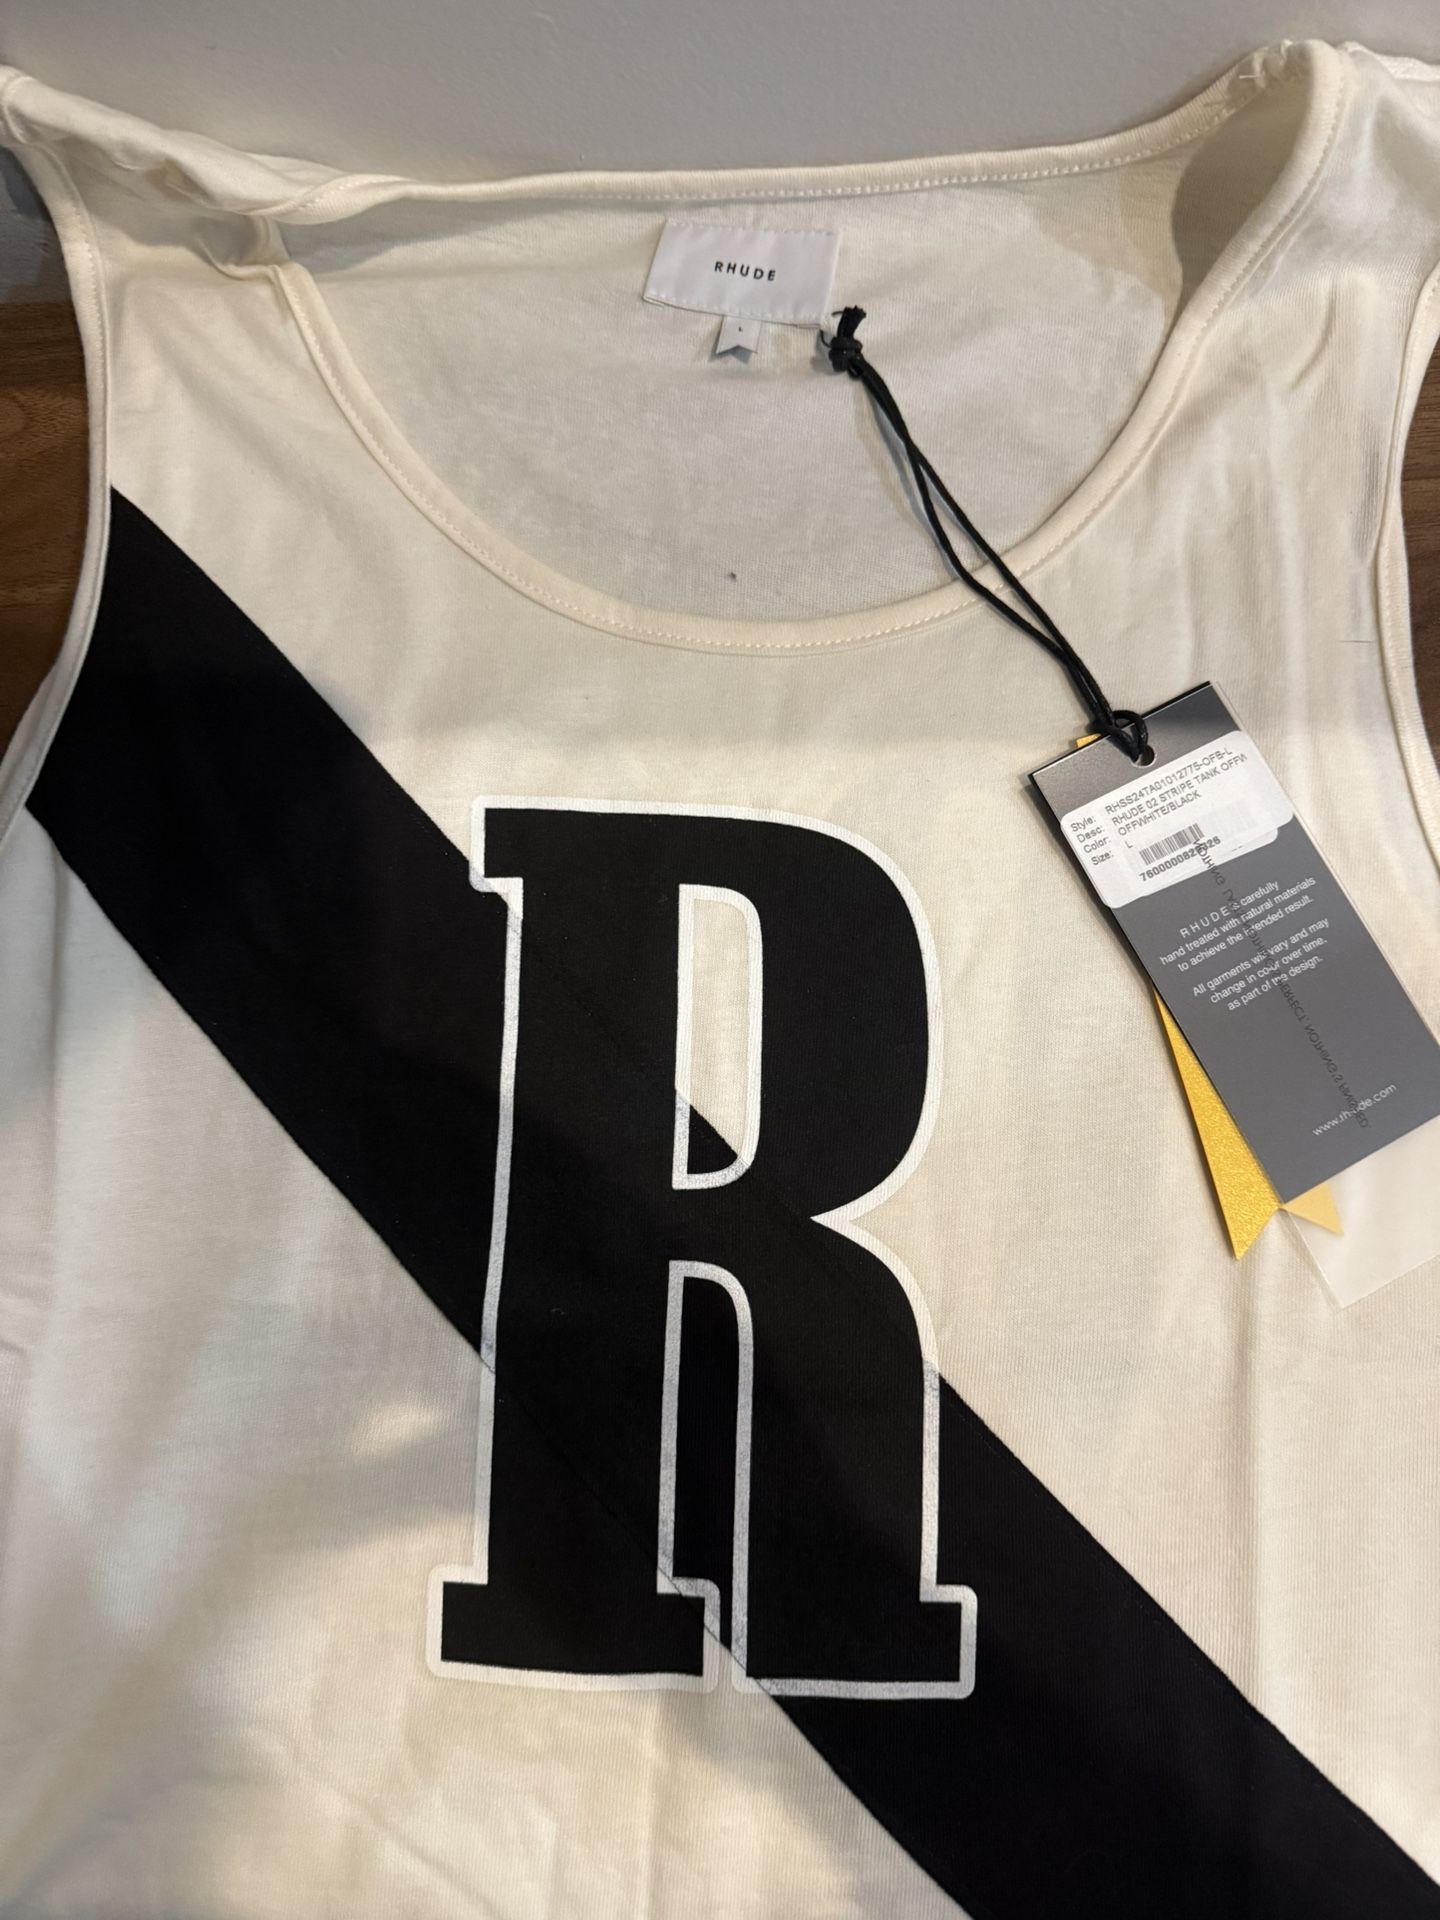 RHUDE
L
Style: RHSS24TA01012775-OFB-L
Desc: RHUDE 02 STRIPE TANK OFFW
Color: OFFWHITE/BLACK
Size: L
RHUDE is carefully
hand treated with natural materials
to achieve the intended result.
All garments will vary and may
change in color over time.
as part of the design.
www.rhude.com
R